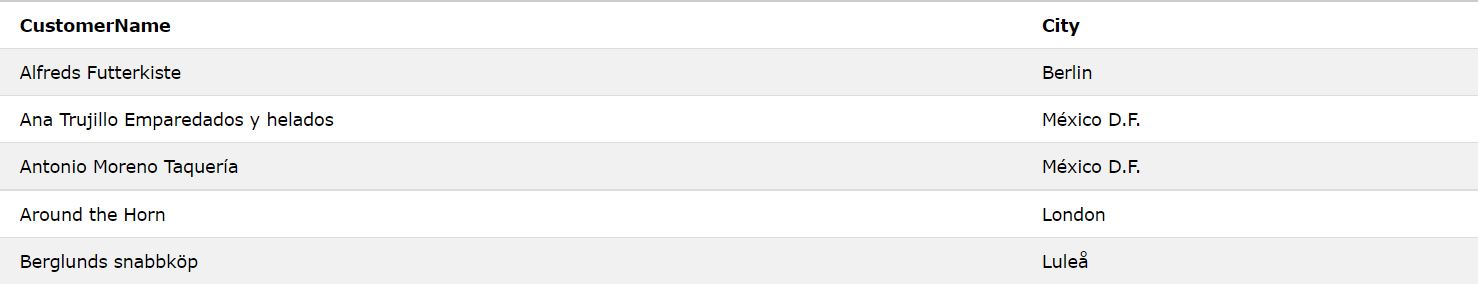 CustomerName City
Alfreds Futterkiste Berlin
Ana Trujillo Emparedados y helados México D.F.
Antonio Moreno Taquería México D.F.
Around the Horn London
Berglunds snabbköp Luleå